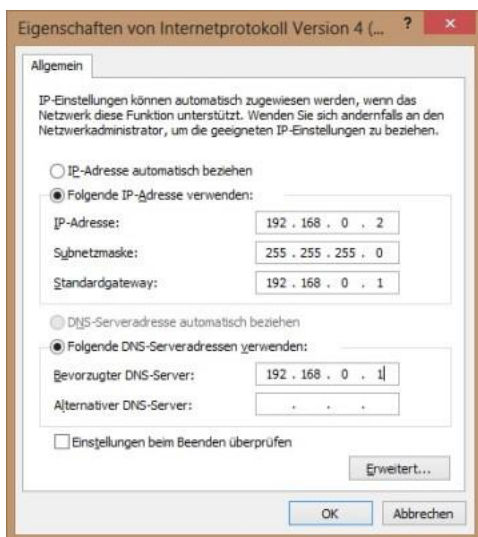 Eigenschaften von Internetprotokoll Version 4 (... ? ×
Allgemein
IP-Einstellungen können automatisch zugewiesen werden, wenn das
Netzwerk diese Funktion unterstützt. Wenden Sie sich andernfalls an den
Netzwerkadministrator, um die geeigneten IP-Einstellungen zu beziehen.
IP-Adresse automatisch beziehen
Folgende IP-Adresse verwenden:
IP-Adresse: 192 . 168 . 0 . 2
Subnetzmaske: 255 . 255 . 255 . 0
Standardgateway: 192 . 168 . 0 . 1
DNS-Serveradresse automatisch beziehen
Folgende DNS-Serveradressen verwenden:
Bevorzugter DNS-Server: 192 . 168 . 0 . 1
Alternativer DNS-Server: . . .
Einstellungen beim Beenden überprüfen
Erweitert...
OK Abbrechen